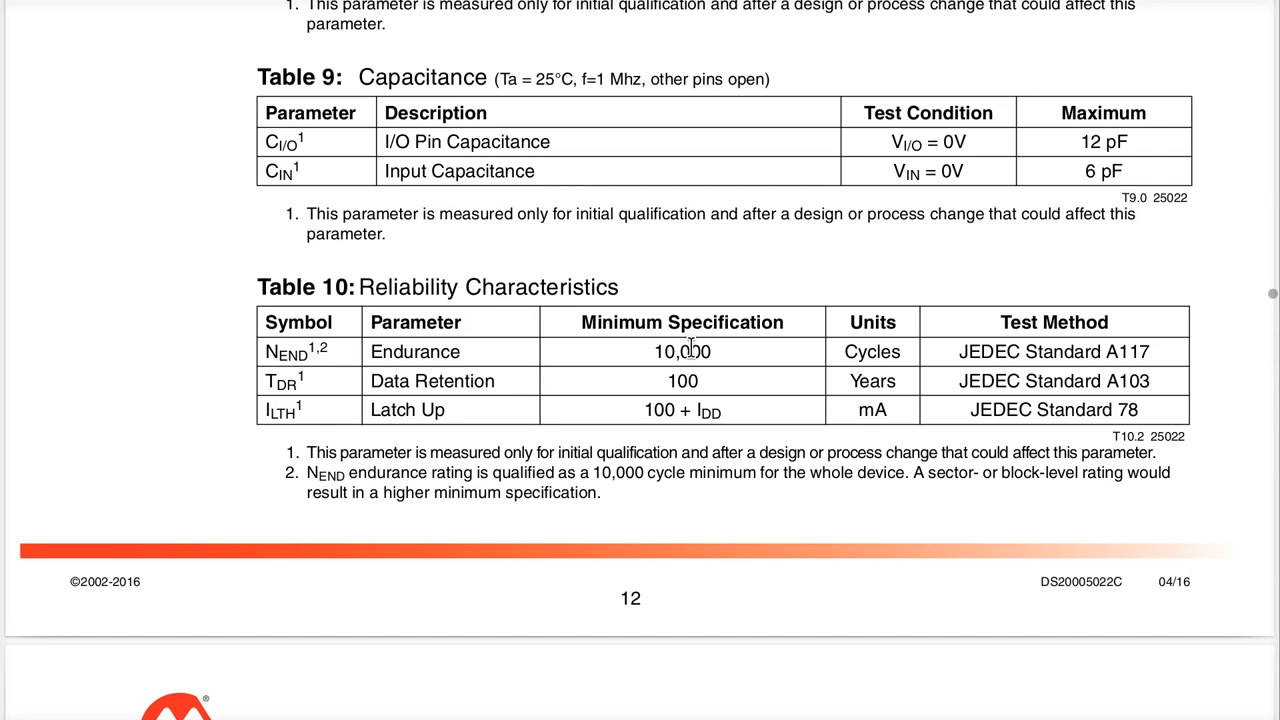 1. This parameter is measured only for initial qualification and after a design or process change that could affect this
parameter.
Table 9: Capacitance (Ta = 25°C, f=1 Mhz, other pins open)
Parameter Description Test Condition Maximum
CI/O1 I/O Pin Capacitance VI/O = 0V 12 pF
CIN1 Input Capacitance VIN = 0V 6 pF
T9.0 25022
1. This parameter is measured only for initial qualification and after a design or process change that could affect this
parameter.
Table 10: Reliability Characteristics
Symbol Parameter Minimum Specification Units Test Method
NEND1,2 Endurance 10,000 Cycles JEDEC Standard A117
TDR1 Data Retention 100 Years JEDEC Standard A103
ILTH1 Latch Up 100 + IDD mA JEDEC Standard 78
T10.2 25022
1. This parameter is measured only for initial qualification and after a design or process change that could affect this parameter.
2. NEND endurance rating is qualified as a 10,000 cycle minimum for the whole device. A sector- or block-level rating would
result in a higher minimum specification.
©2002-2016 DS20005022C 04/16
12
®